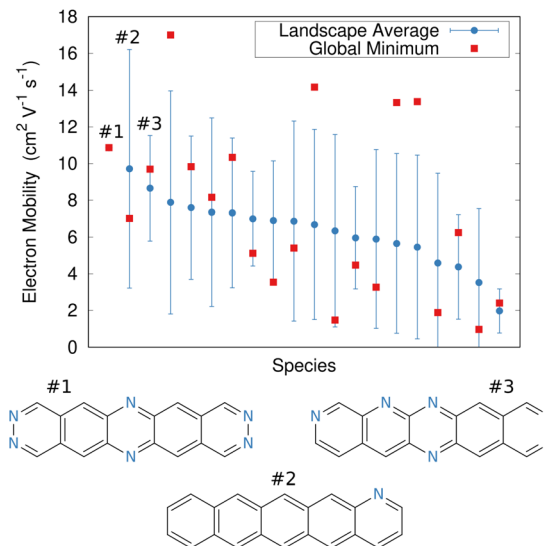 18
16
14
12
10
8
6
4
2
0
Electron Mobility (cm² V⁻¹ s⁻¹)
Landscape Average
Global Minimum
#2
#1
#3
Species
#1
N
N
N
N
N
N
#3
N
N
N
N
#2
N